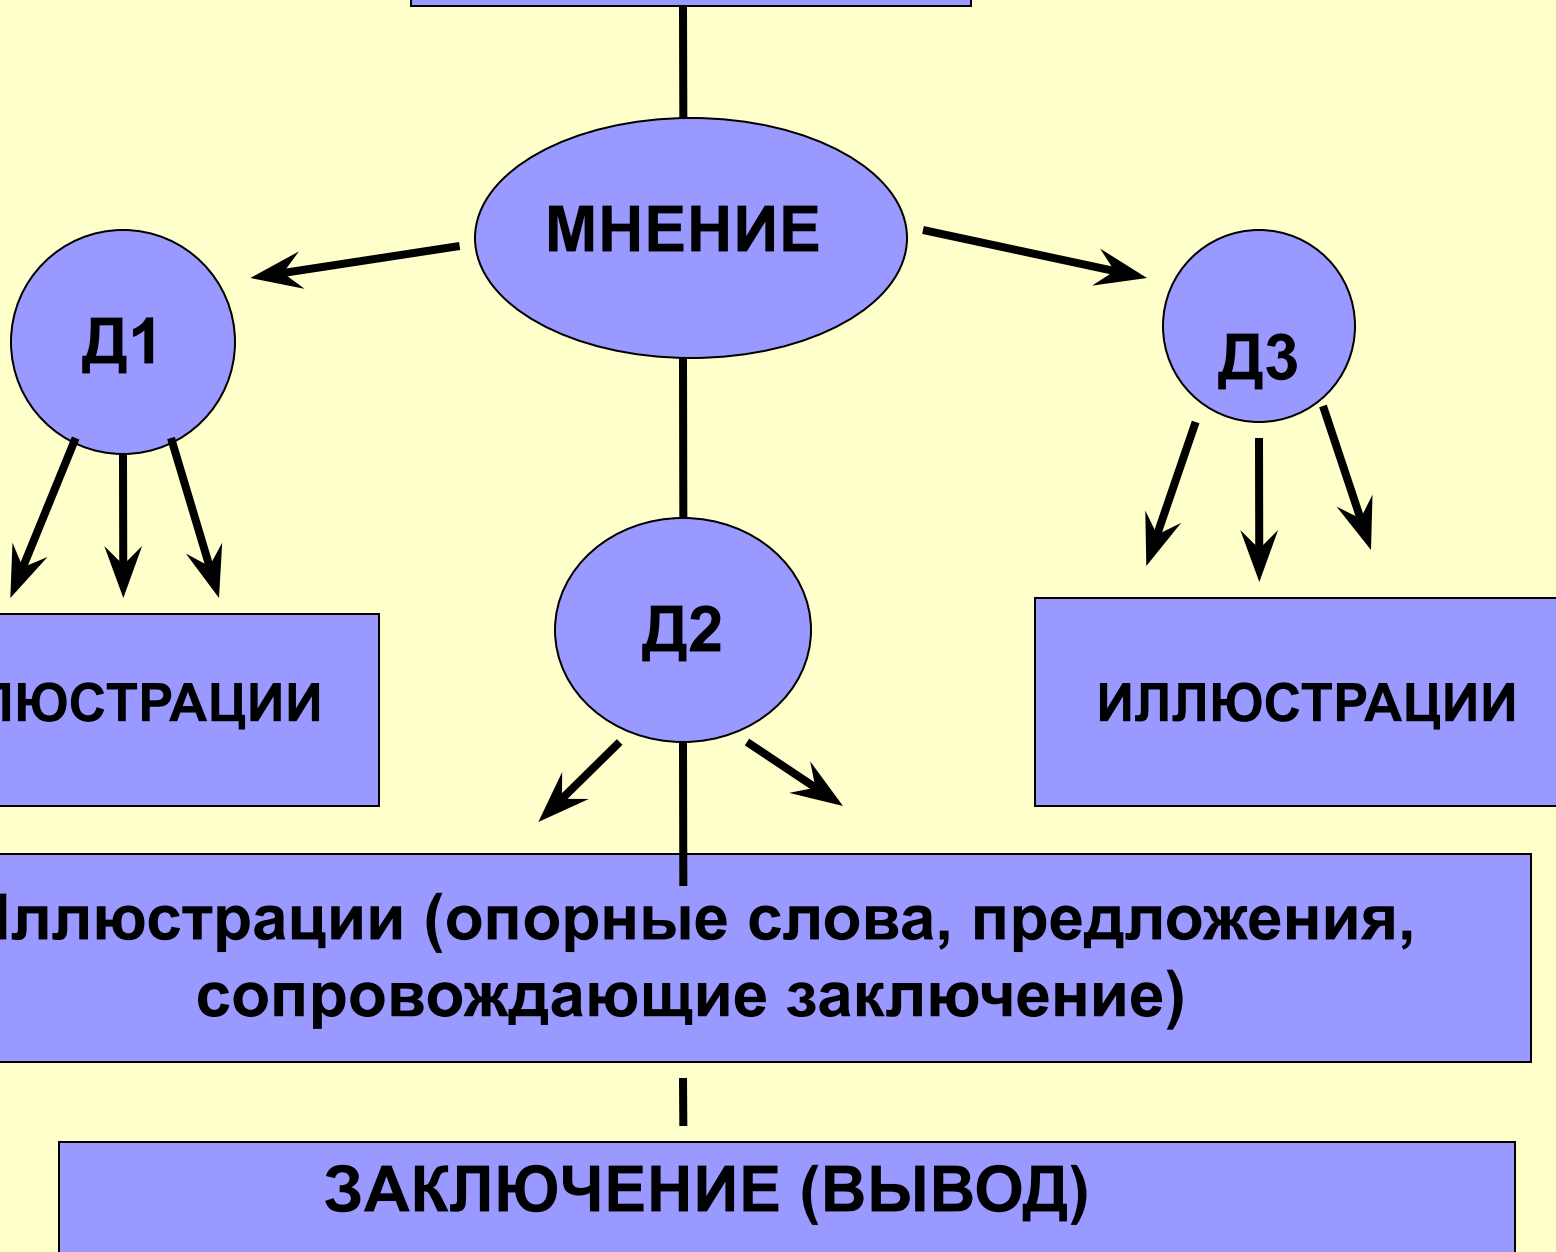 МНЕНИЕ
Д1
Д3
Д2
ЛЮСТРАЦИИ
ИЛЛЮСТРАЦИИ
Иллюстрации (опорные слова, предложения,
сопровождающие заключение)
ЗАКЛЮЧЕНИЕ (ВЫВОД)